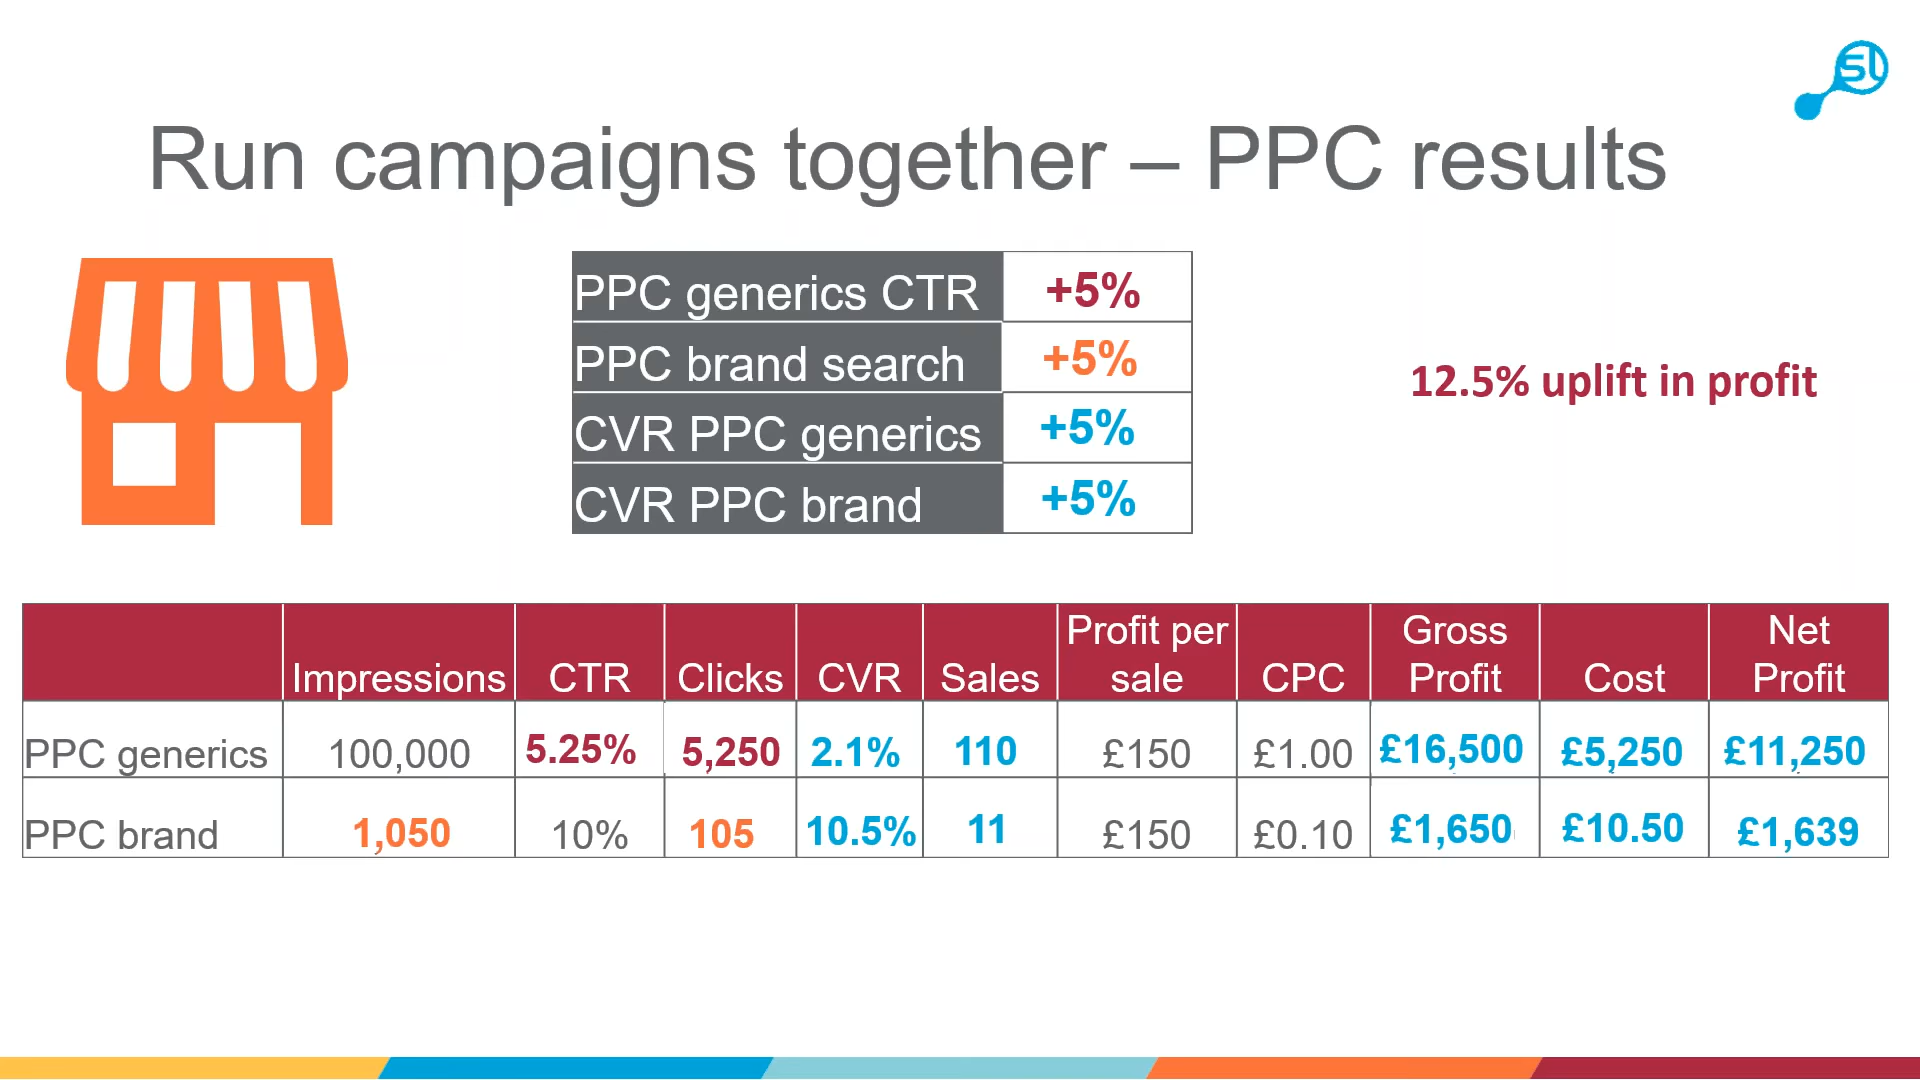 SL
Run campaigns together – PPC results
PPC generics CTR +5%
PPC brand search +5%
CVR PPC generics +5%
CVR PPC brand +5%
12.5% uplift in profit
Impressions CTR Clicks CVR Sales Profit per sale CPC Gross Profit Cost Net Profit
PPC generics 100,000 5.25% 5,250 2.1% 110 £150 £1.00 £16,500 £5,250 £11,250
PPC brand 1,050 10% 105 10.5% 11 £150 £0.10 £1,650 £10.50 £1,639